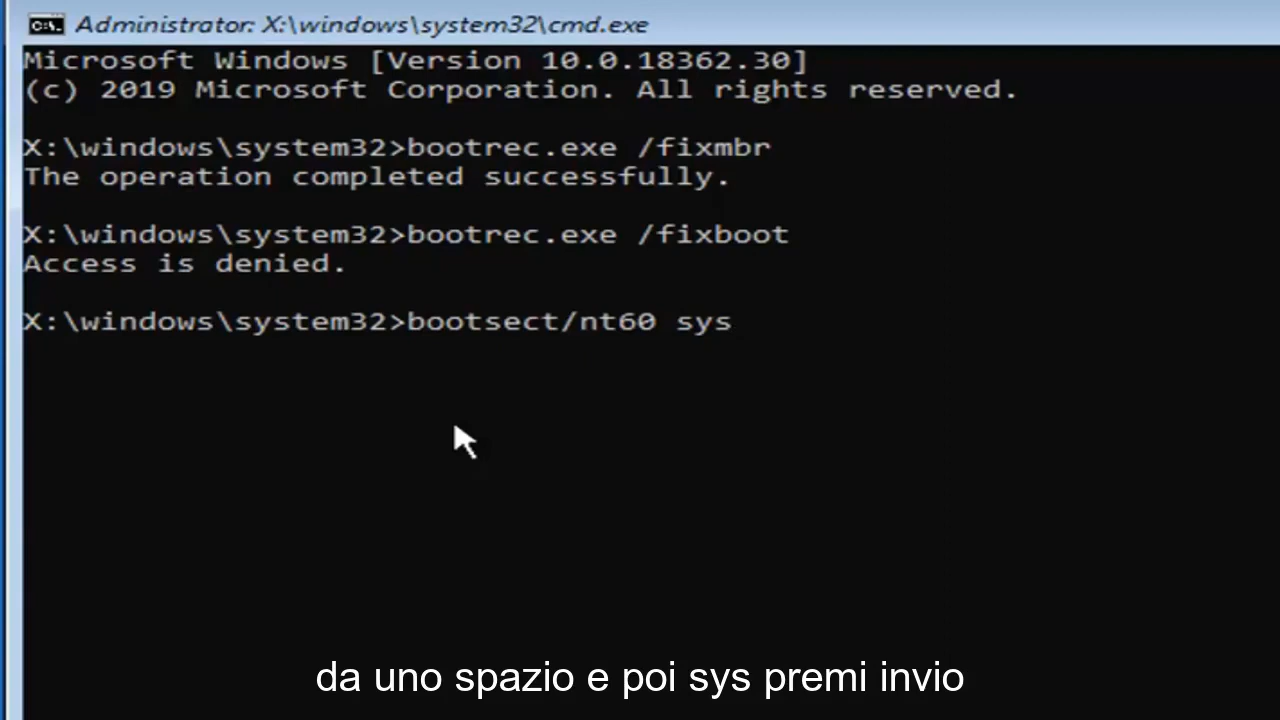 Administrator: X:\windows\system32\cmd.exe
Microsoft Windows [Version 10.0.18362.30]
(c) 2019 Microsoft Corporation. All rights reserved.
X:\windows\system32>bootrec.exe /fixmbr
The operation completed successfully.
X:\windows\system32>bootrec.exe /fixboot
Access is denied.
X:\windows\system32>bootsect/nt60 sys
da uno spazio e poi sys premi invio